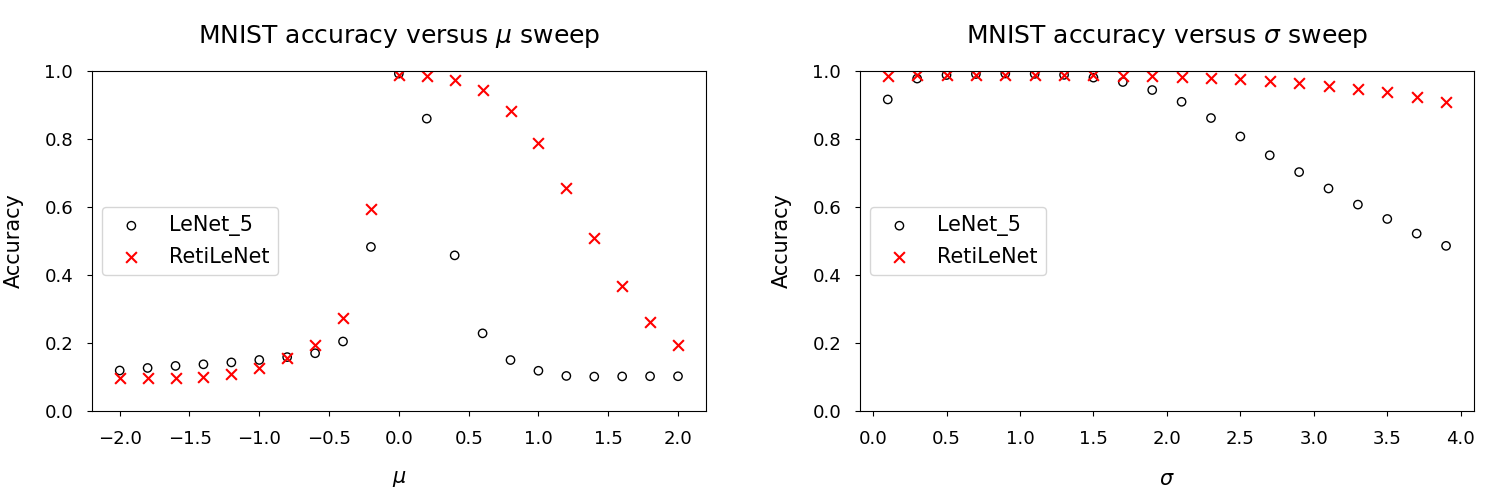 MNIST accuracy versus μ sweep
1.0
0.8
0.6
0.4
0.2
0.0
Accuracy
LeNet_5
RetiLeNet
−2.0 −1.5 −1.0 −0.5 0.0 0.5 1.0 1.5 2.0
μ
MNIST accuracy versus σ sweep
1.0
0.8
0.6
0.4
0.2
0.0
Accuracy
LeNet_5
RetiLeNet
0.0 0.5 1.0 1.5 2.0 2.5 3.0 3.5 4.0
σ